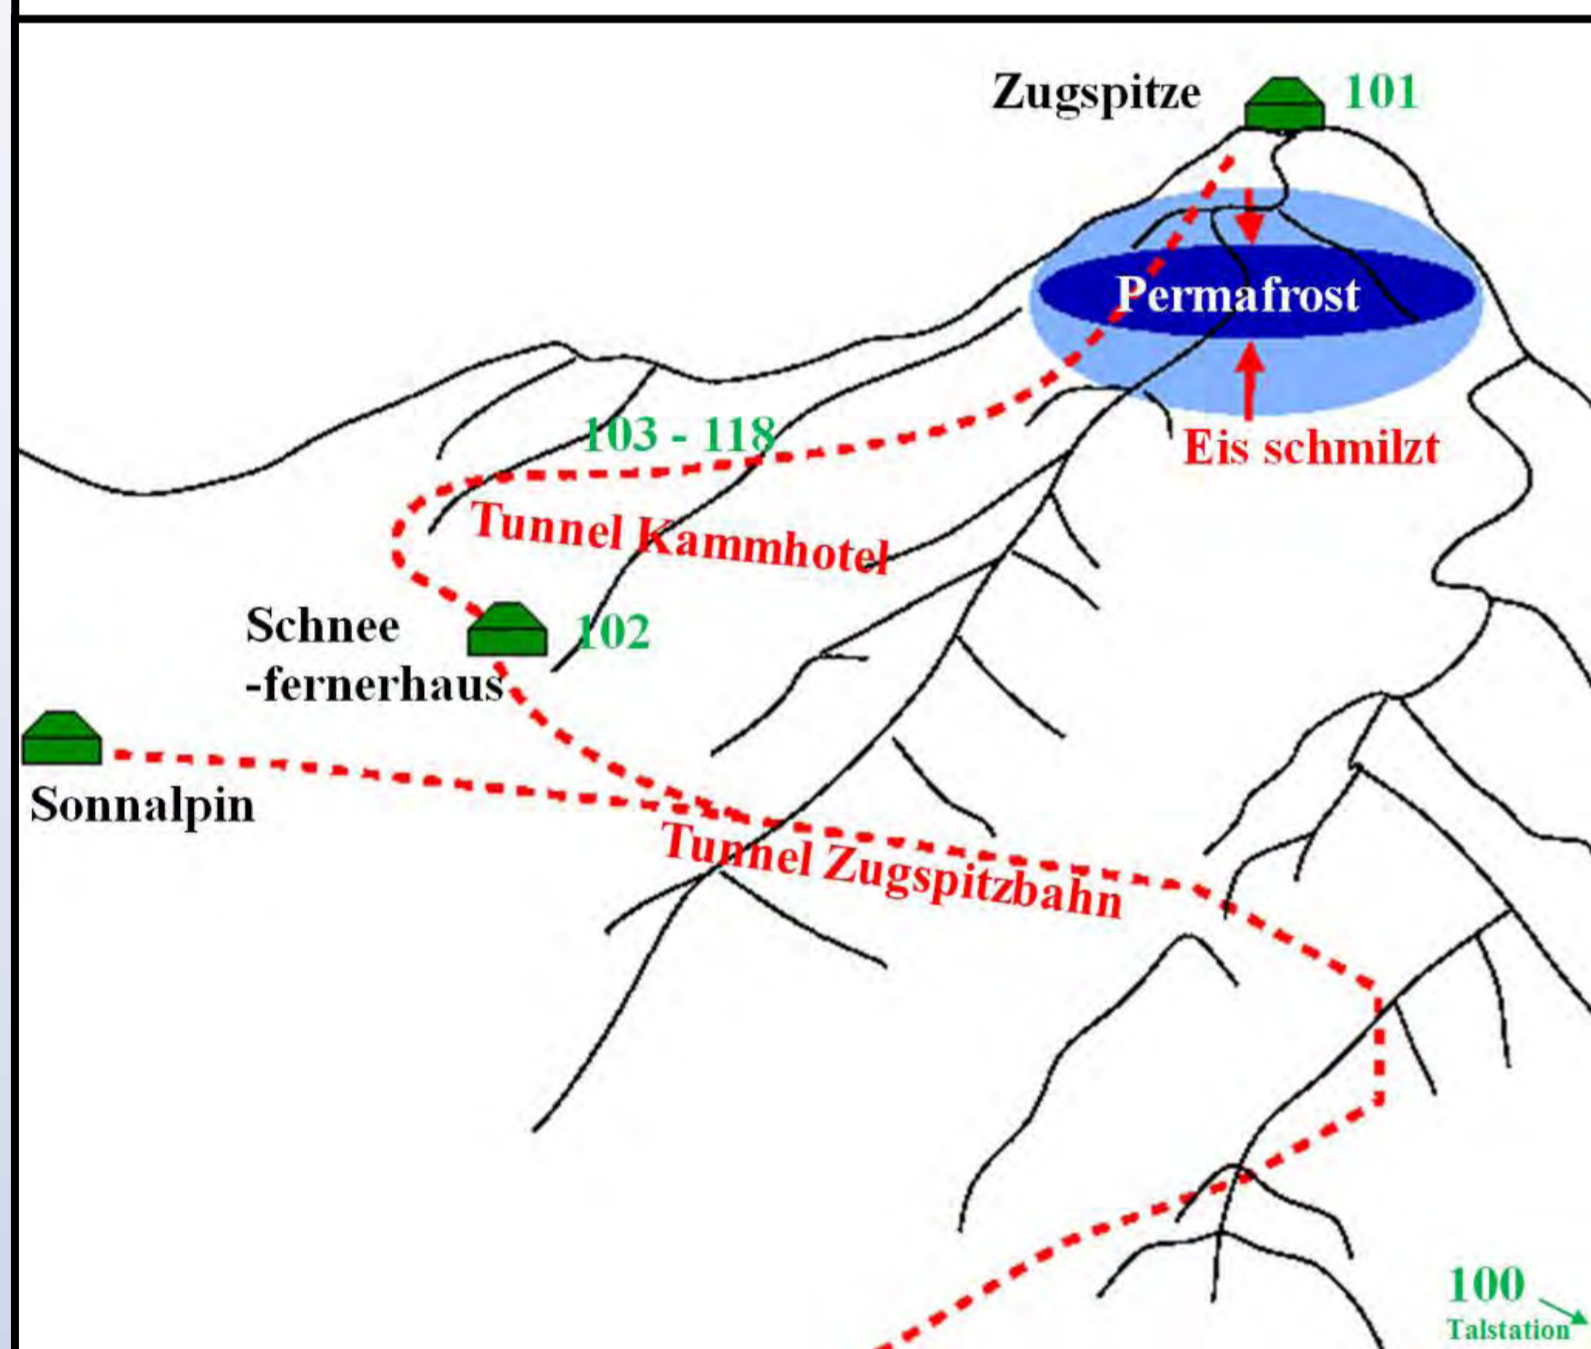 Zugspitze
101
Permafrost
Eis schmilzt
103 - 118
Tunnel Kammhotel
Schnee
-fernerhaus
102
Sonnalpin
Tunnel Zugspitzbahn
100
Talstation